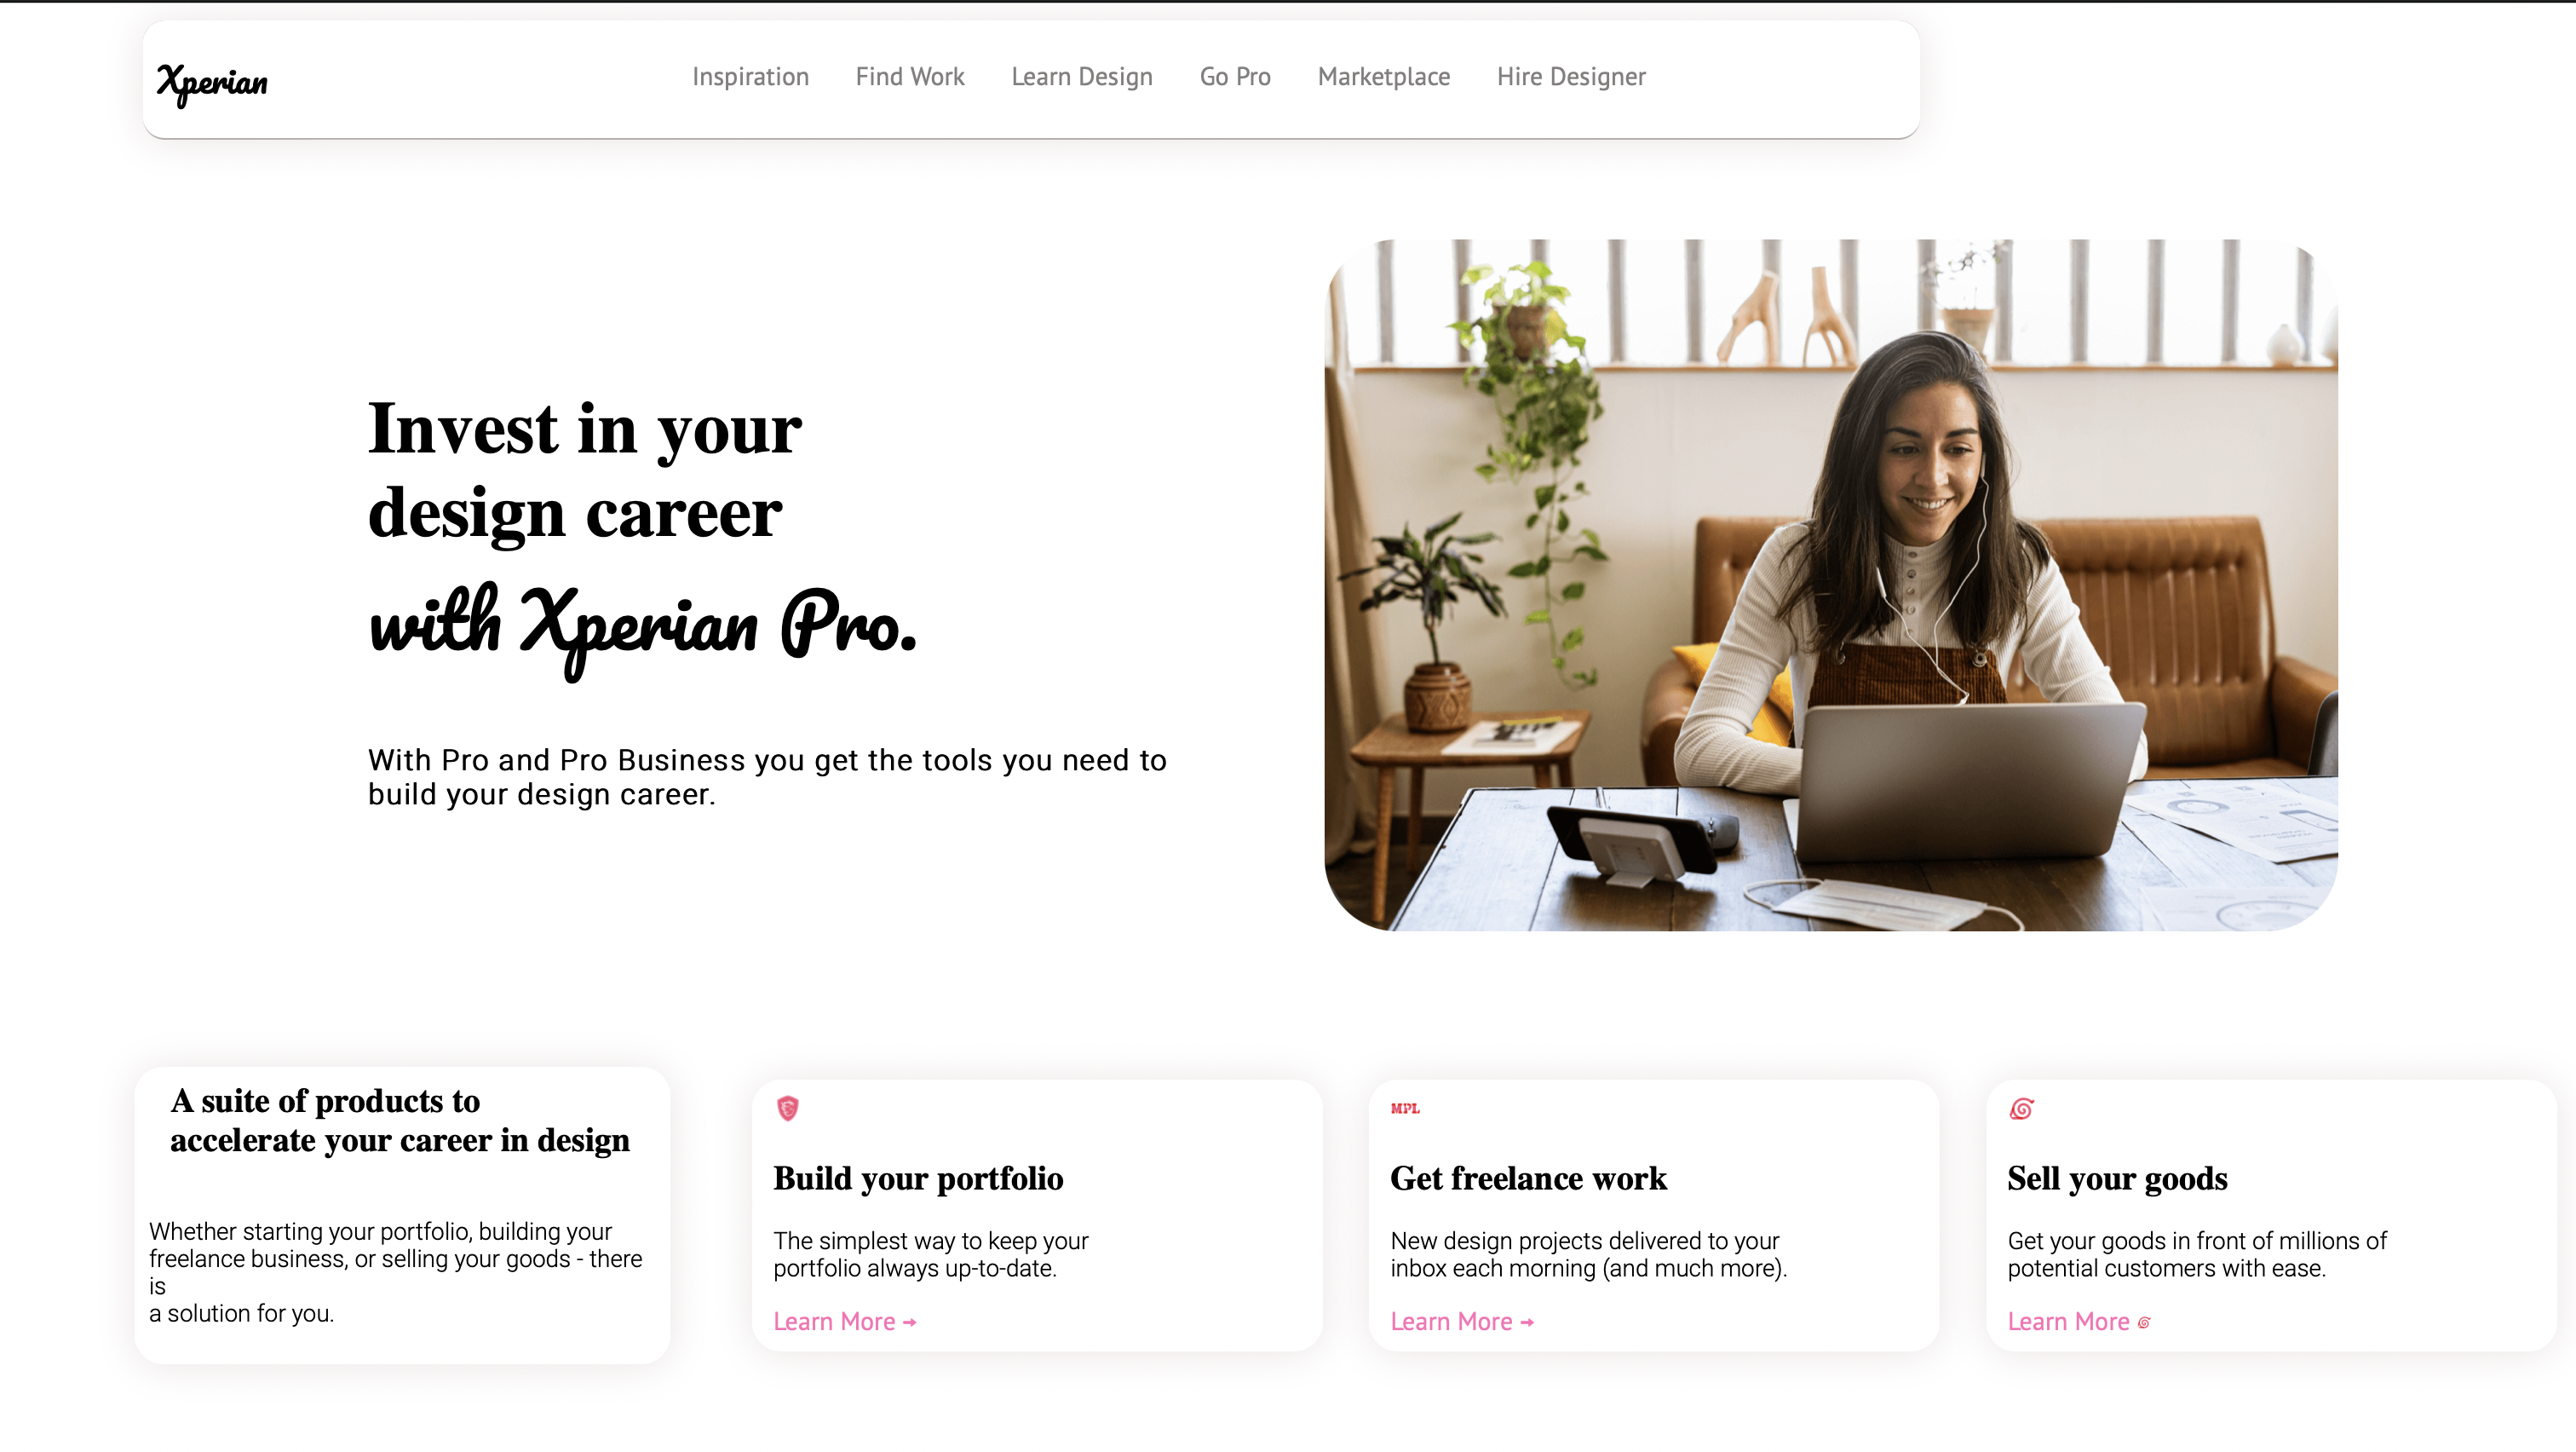 Xperian
Inspiration Find Work Learn Design Go Pro Marketplace Hire Designer
Invest in your
design career
with Xperian Pro.
With Pro and Pro Business you get the tools you need to
build your design career.
A suite of products to
accelerate your career in design
Whether starting your portfolio, building your
freelance business, or selling your goods - there
is
a solution for you.
Build your portfolio
The simplest way to keep your
portfolio always up-to-date.
Learn More →
MPL
Get freelance work
New design projects delivered to your
inbox each morning (and much more).
Learn More →
Sell your goods
Get your goods in front of millions of
potential customers with ease.
Learn More